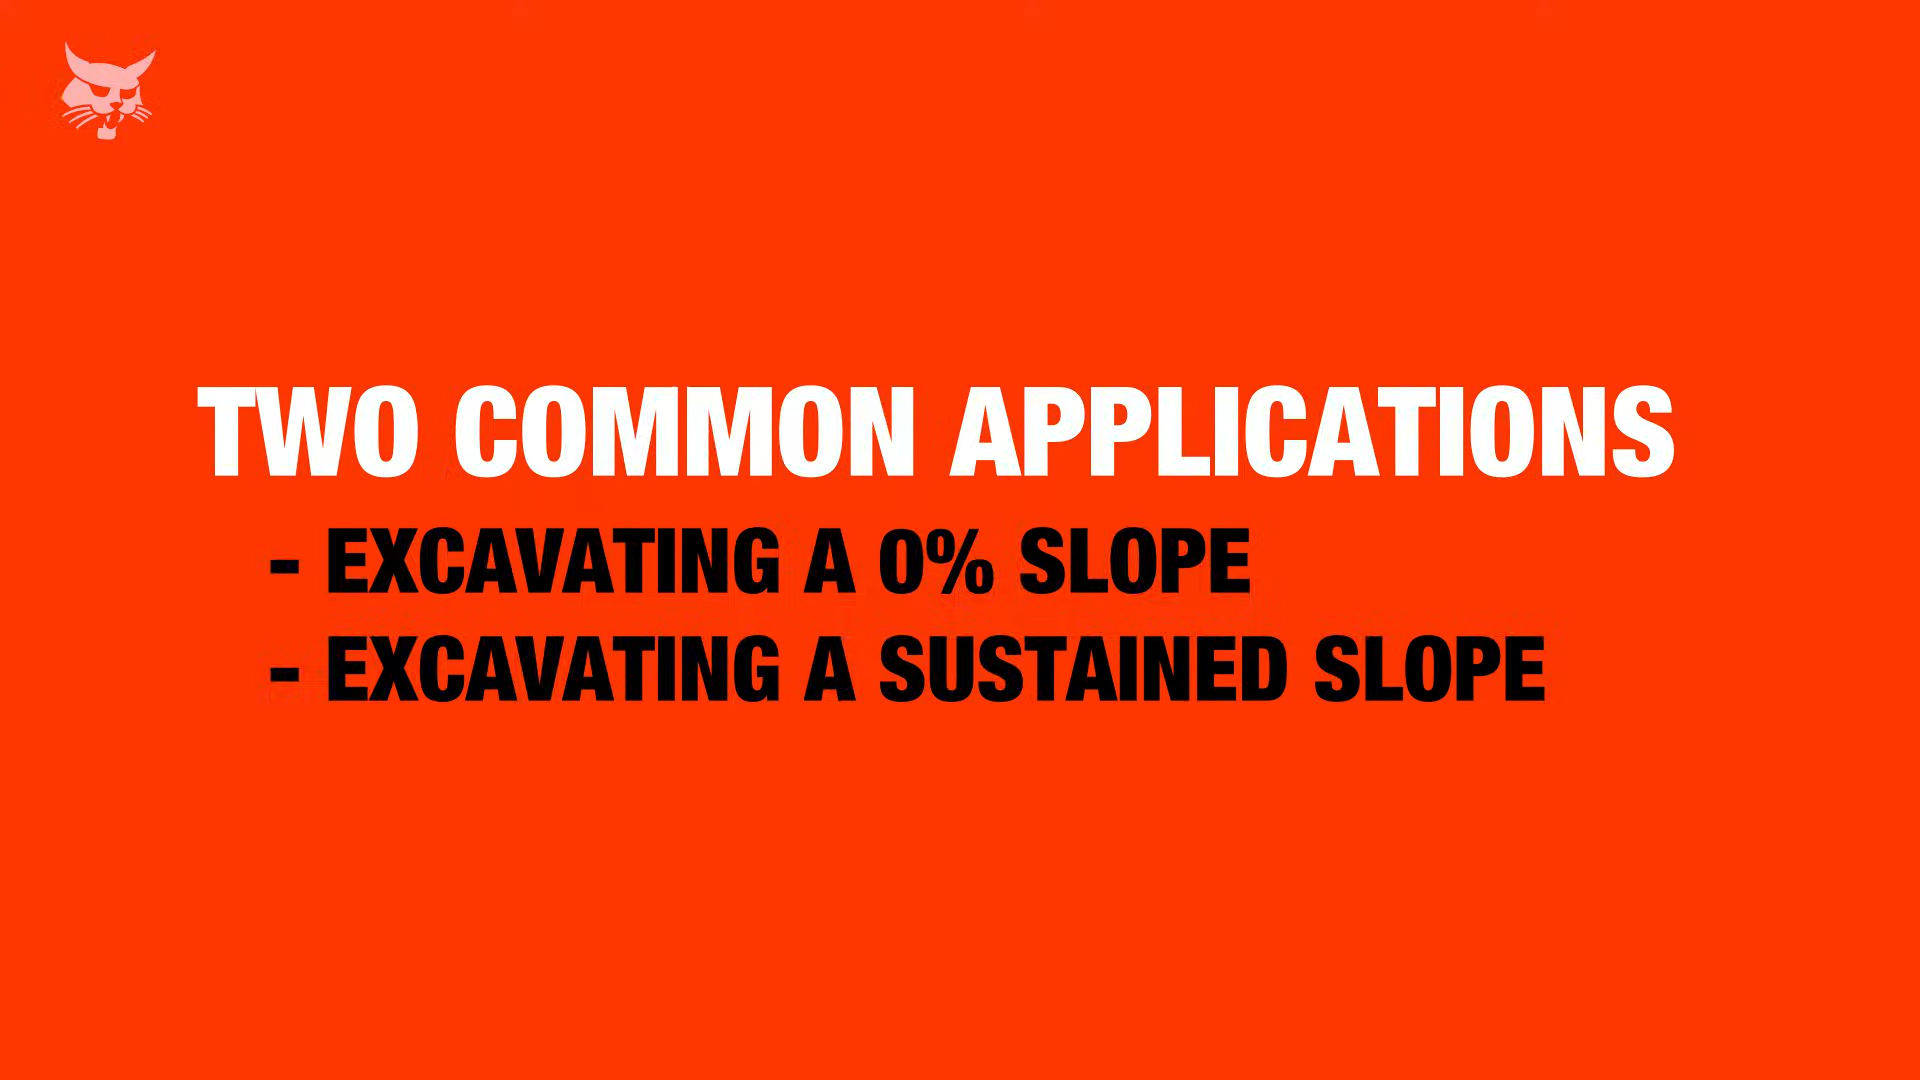 TWO COMMON APPLICATIONS
- EXCAVATING A 0% SLOPE
- EXCAVATING A SUSTAINED SLOPE